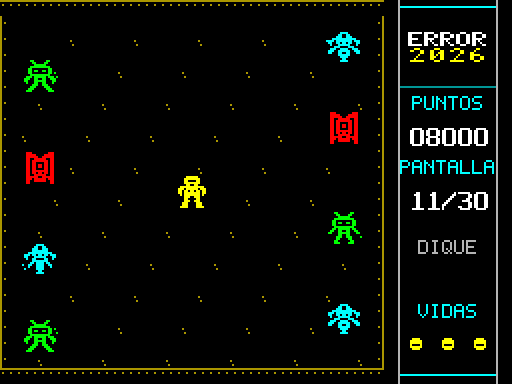 ERROR
2026
PUNTOS
08000
PANTALLA
11/30
DIQUE
VIDAS